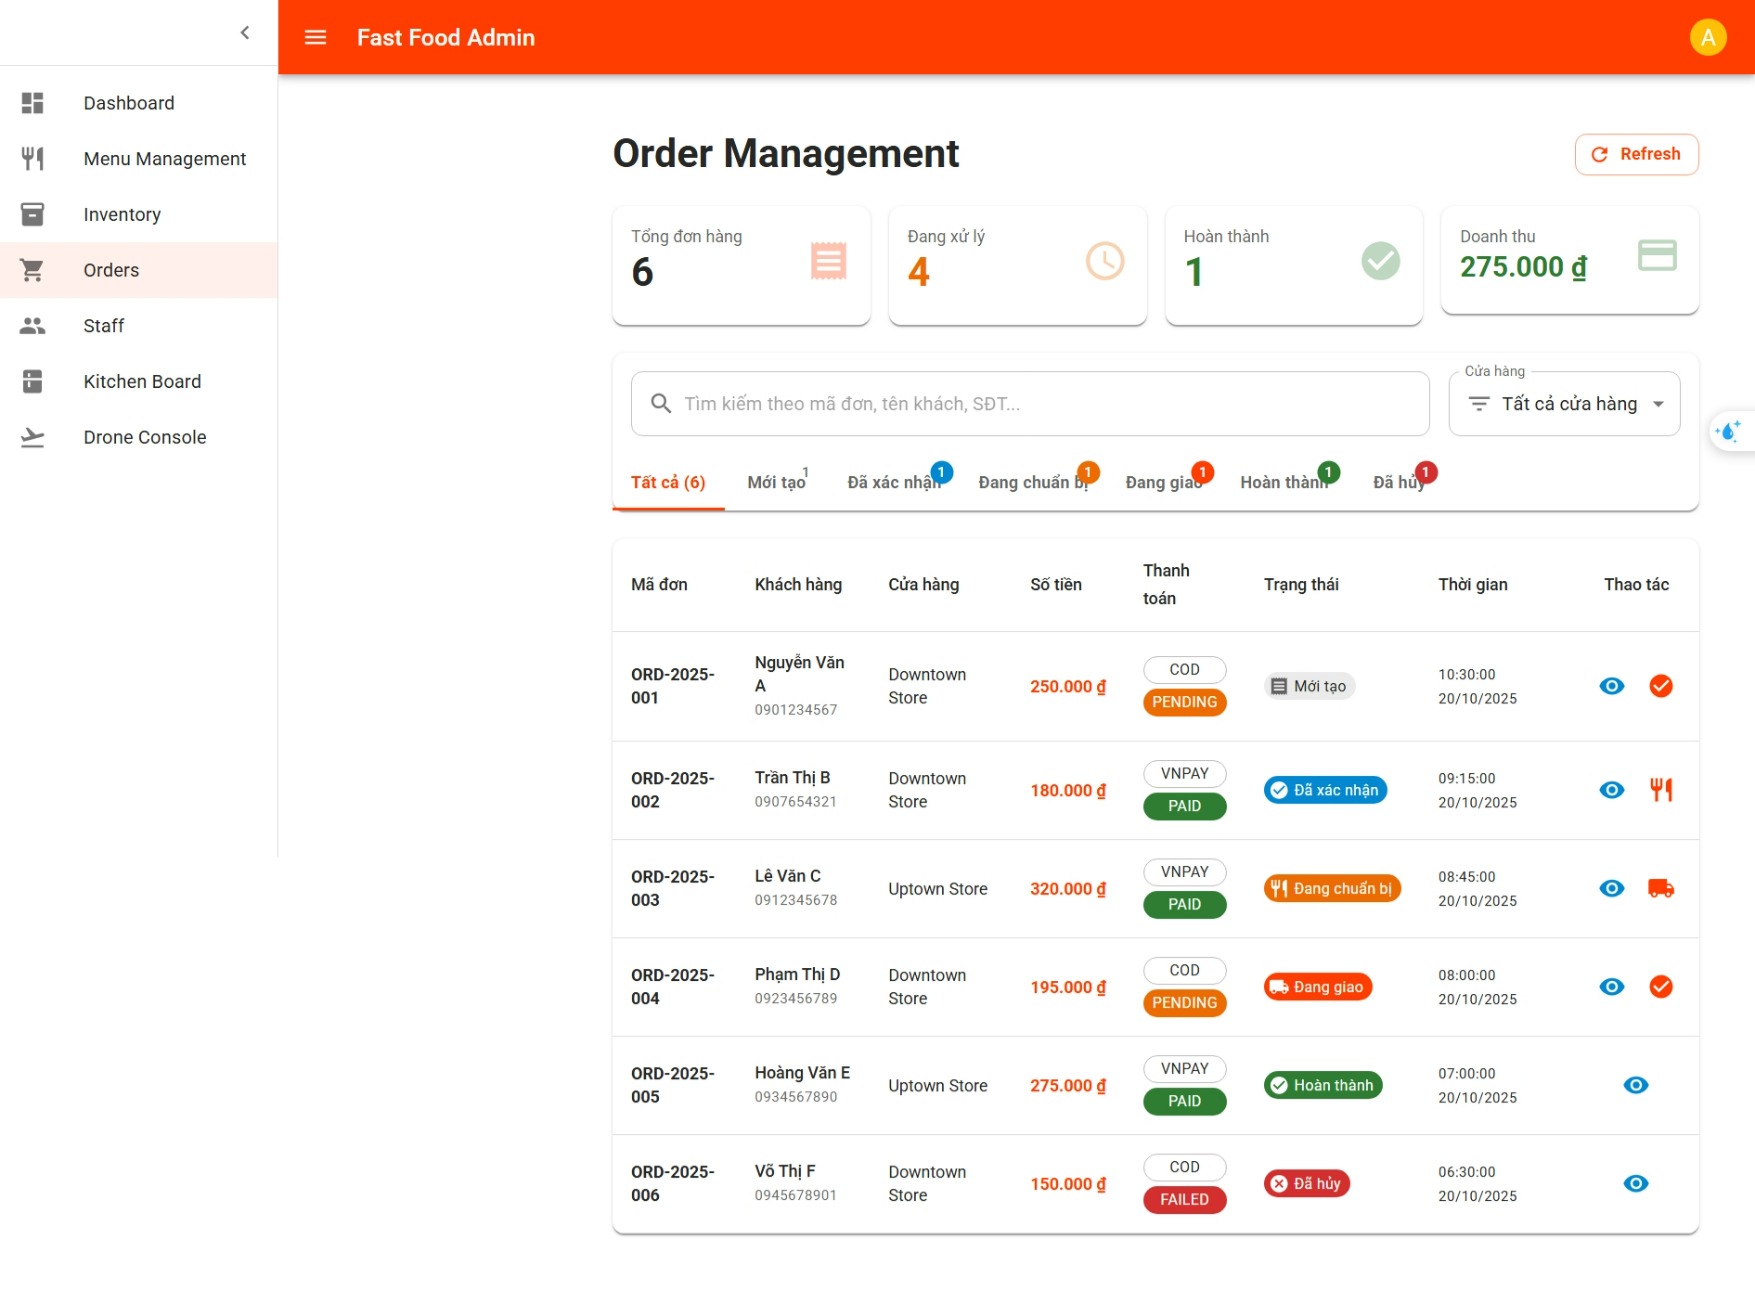 Fast Food Admin
A
Dashboard
Menu Management
Inventory
Orders
Staff
Kitchen Board
Drone Console
Order Management
Refresh
Tổng đơn hàng
6
Đang xử lý
4
Hoàn thành
1
Doanh thu
275.000 ₫
Tìm kiếm theo mã đơn, tên khách, SĐT...
Cửa hàng
Tất cả cửa hàng
Tất cả (6)
Mới tạo 1
Đã xác nhận 1
Đang chuẩn bị 1
Đang giao 1
Hoàn thành 1
Đã hủy 1
Mã đơn
Khách hàng
Cửa hàng
Số tiền
Thanh
toán
Trạng thái
Thời gian
Thao tác
ORD-2025-
001
Nguyễn Văn
A
0901234567
Downtown
Store
250.000 ₫
COD
PENDING
Mới tạo
10:30:00
20/10/2025
ORD-2025-
002
Trần Thị B
0907654321
Downtown
Store
180.000 ₫
VNPAY
PAID
Đã xác nhận
09:15:00
20/10/2025
ORD-2025-
003
Lê Văn C
0912345678
Uptown Store
320.000 ₫
VNPAY
PAID
Đang chuẩn bị
08:45:00
20/10/2025
ORD-2025-
004
Phạm Thị D
0923456789
Downtown
Store
195.000 ₫
COD
PENDING
Đang giao
08:00:00
20/10/2025
ORD-2025-
005
Hoàng Văn E
0934567890
Uptown Store
275.000 ₫
VNPAY
PAID
Hoàn thành
07:00:00
20/10/2025
ORD-2025-
006
Võ Thị F
0945678901
Downtown
Store
150.000 ₫
COD
FAILED
Đã hủy
06:30:00
20/10/2025